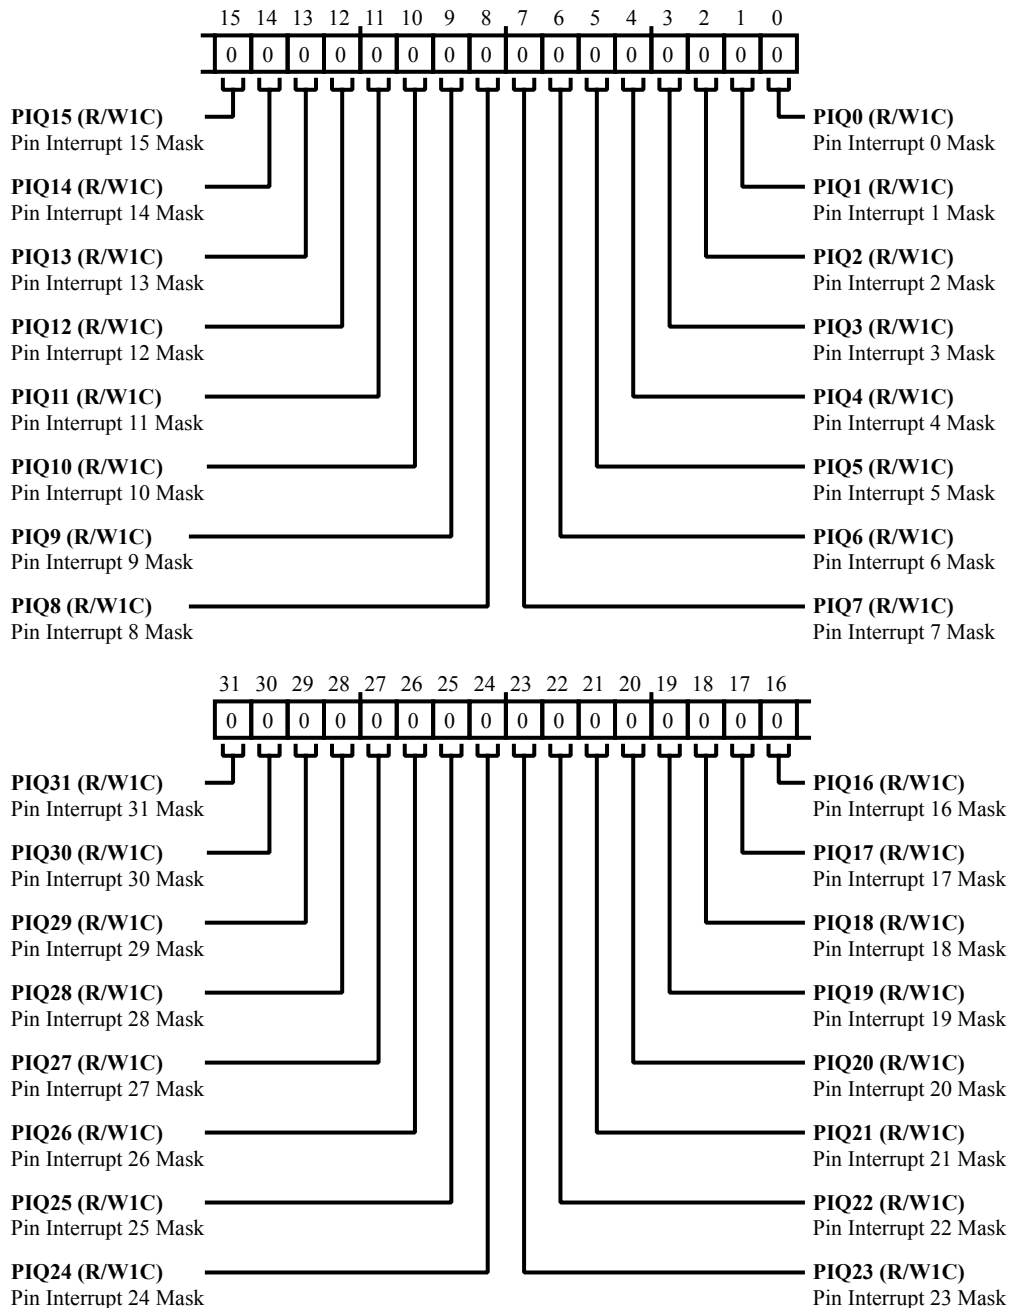 15 14 13 12 11 10 9 8 7 6 5 4 3 2 1 0
0 0 0 0 0 0 0 0 0 0 0 0 0 0 0 0
PIQ15 (R/W1C)
Pin Interrupt 15 Mask
PIQ14 (R/W1C)
Pin Interrupt 14 Mask
PIQ13 (R/W1C)
Pin Interrupt 13 Mask
PIQ12 (R/W1C)
Pin Interrupt 12 Mask
PIQ11 (R/W1C)
Pin Interrupt 11 Mask
PIQ10 (R/W1C)
Pin Interrupt 10 Mask
PIQ9 (R/W1C)
Pin Interrupt 9 Mask
PIQ8 (R/W1C)
Pin Interrupt 8 Mask
PIQ0 (R/W1C)
Pin Interrupt 0 Mask
PIQ1 (R/W1C)
Pin Interrupt 1 Mask
PIQ2 (R/W1C)
Pin Interrupt 2 Mask
PIQ3 (R/W1C)
Pin Interrupt 3 Mask
PIQ4 (R/W1C)
Pin Interrupt 4 Mask
PIQ5 (R/W1C)
Pin Interrupt 5 Mask
PIQ6 (R/W1C)
Pin Interrupt 6 Mask
PIQ7 (R/W1C)
Pin Interrupt 7 Mask
31 30 29 28 27 26 25 24 23 22 21 20 19 18 17 16
0 0 0 0 0 0 0 0 0 0 0 0 0 0 0 0
PIQ31 (R/W1C)
Pin Interrupt 31 Mask
PIQ30 (R/W1C)
Pin Interrupt 30 Mask
PIQ29 (R/W1C)
Pin Interrupt 29 Mask
PIQ28 (R/W1C)
Pin Interrupt 28 Mask
PIQ27 (R/W1C)
Pin Interrupt 27 Mask
PIQ26 (R/W1C)
Pin Interrupt 26 Mask
PIQ25 (R/W1C)
Pin Interrupt 25 Mask
PIQ24 (R/W1C)
Pin Interrupt 24 Mask
PIQ16 (R/W1C)
Pin Interrupt 16 Mask
PIQ17 (R/W1C)
Pin Interrupt 17 Mask
PIQ18 (R/W1C)
Pin Interrupt 18 Mask
PIQ19 (R/W1C)
Pin Interrupt 19 Mask
PIQ20 (R/W1C)
Pin Interrupt 20 Mask
PIQ21 (R/W1C)
Pin Interrupt 21 Mask
PIQ22 (R/W1C)
Pin Interrupt 22 Mask
PIQ23 (R/W1C)
Pin Interrupt 23 Mask